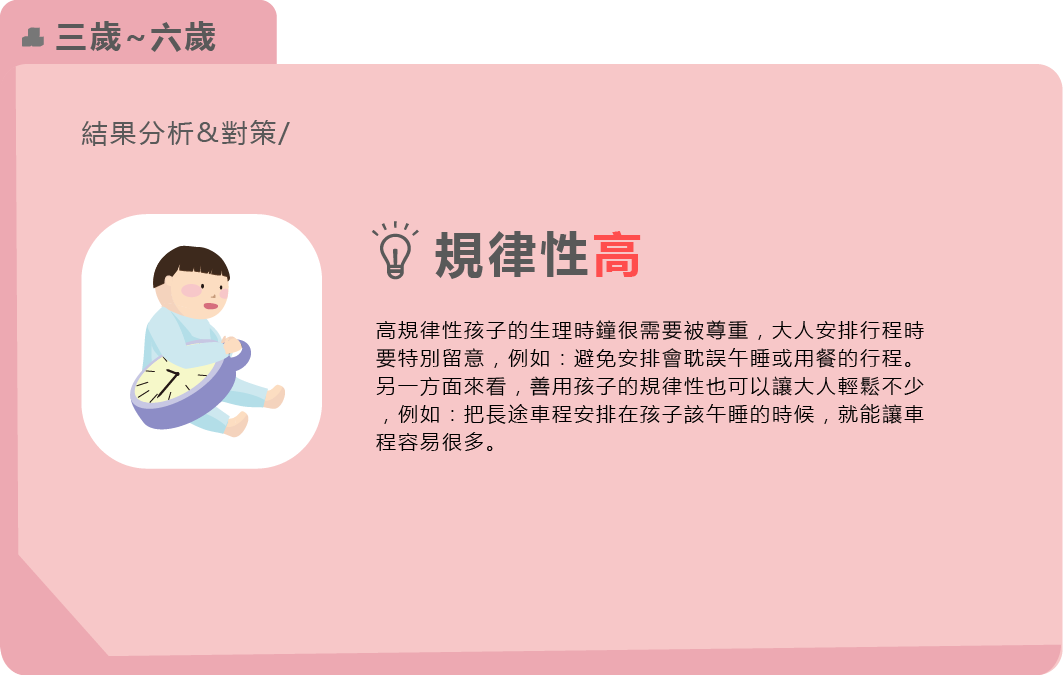 三歲~六歲
結果分析&對策/
規律性高
高規律性孩子的生理時鐘很需要被尊重，大人安排行程時
要特別留意，例如：避免安排會耽誤午睡或用餐的行程。
另一方面來看，善用孩子的規律性也可以讓大人輕鬆不少
，例如：把長途車程安排在孩子該午睡的時候，就能讓車
程容易很多。